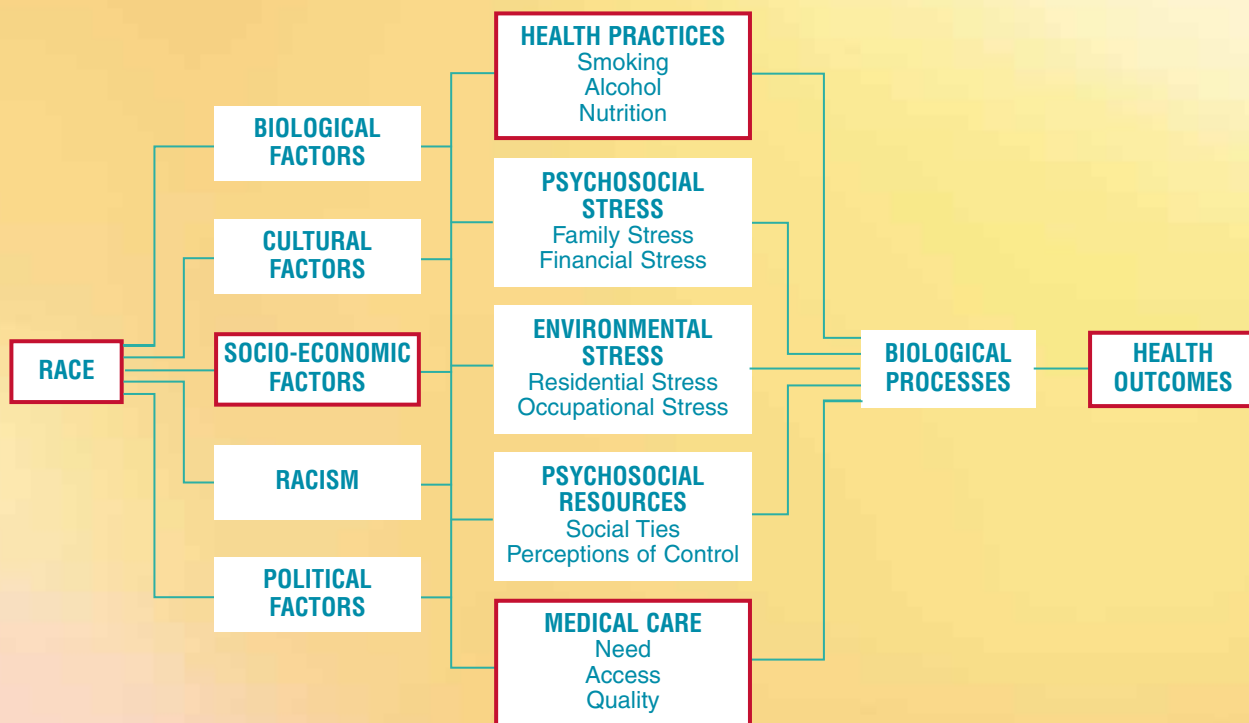 RACE
BIOLOGICAL
FACTORS
CULTURAL
FACTORS
SOCIO-ECONOMIC
FACTORS
RACISM
POLITICAL
FACTORS
HEALTH PRACTICES
Smoking
Alcohol
Nutrition
PSYCHOSOCIAL
STRESS
Family Stress
Financial Stress
ENVIRONMENTAL
STRESS
Residential Stress
Occupational Stress
PSYCHOSOCIAL
RESOURCES
Social Ties
Perceptions of Control
MEDICAL CARE
Need
Access
Quality
BIOLOGICAL
PROCESSES
HEALTH
OUTCOMES